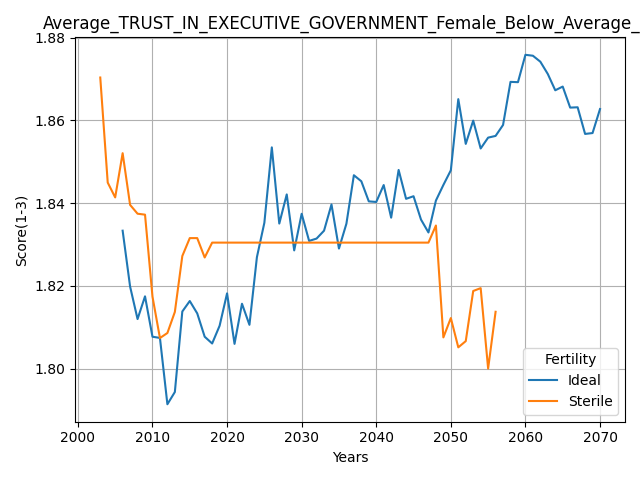 Average_TRUST_IN_EXECUTIVE_GOVERNMENT_Female_Below_Average_
1.88
1.86
1.84
1.82
1.80
Score(1-3)
2000 2010 2020 2030 2040 2050 2060 2070
Years
Fertility
Ideal
Sterile